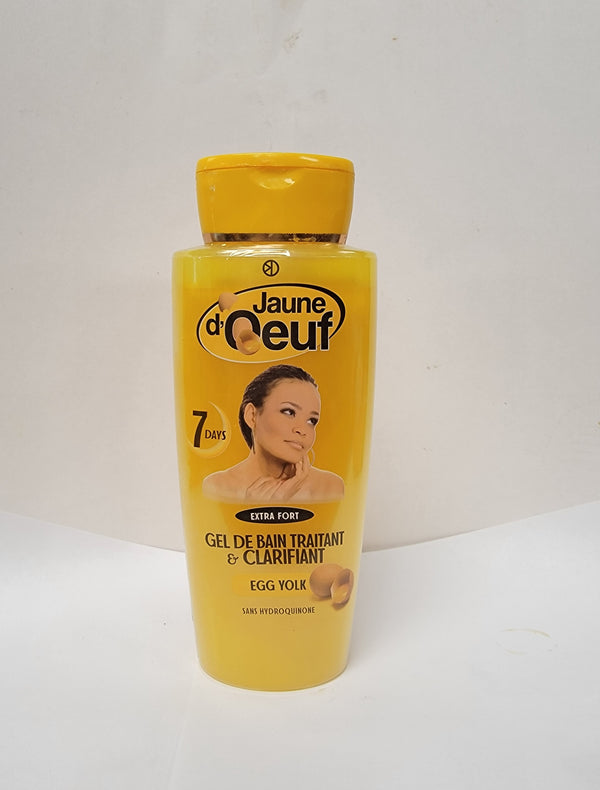 Jaune
d'Oeuf
7 DAYS
EXTRA FORT
GEL DE BAIN TRAITANT
& CLARIFIANT
EGG YOLK
SANS HYDROQUINONE